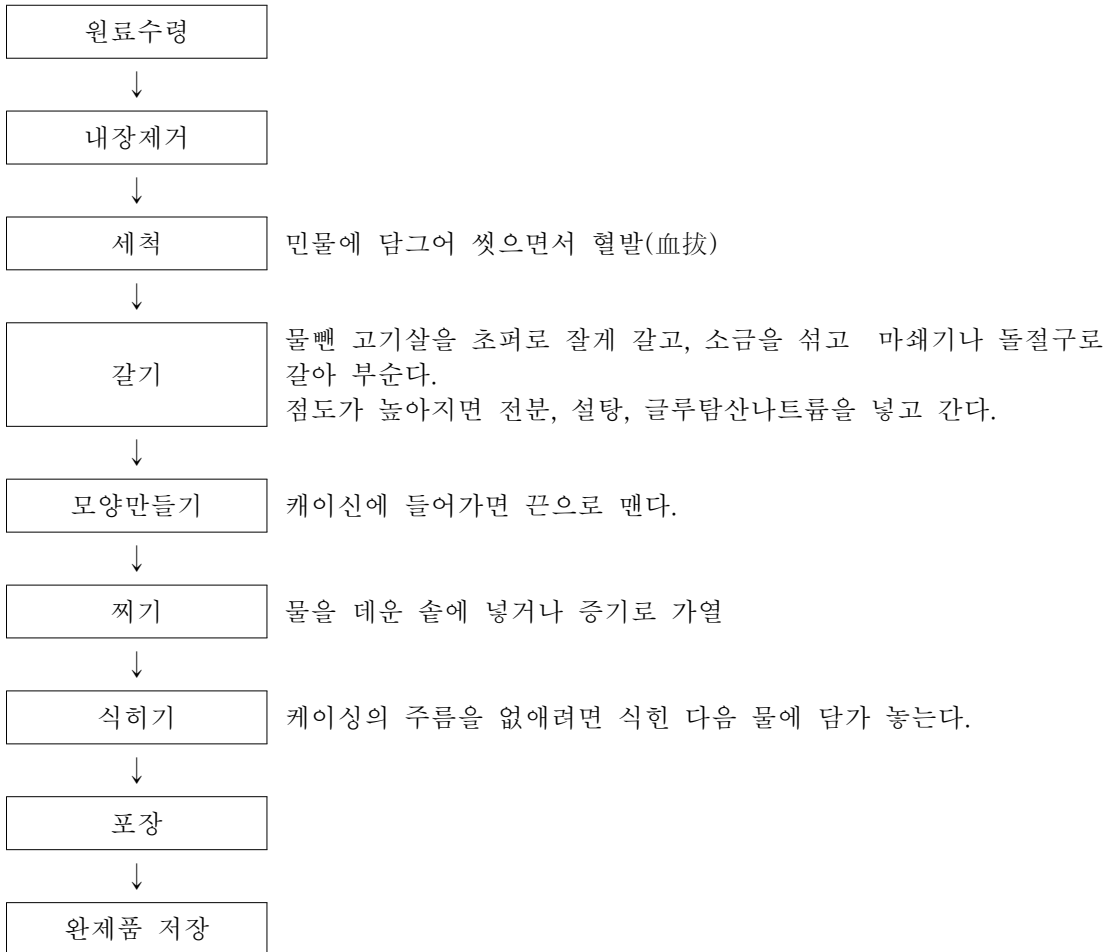 원료수령
↓
내장제거
↓
세척
민물에 담그어 씻으면서 혈발(血拔)
↓
갈기
물뺀 고기살을 초퍼로 잘게 갈고, 소금을 섞고 마쇄기나 돌절구로
갈아 부순다.
점도가 높아지면 전분, 설탕, 글루탐산나트륨을 넣고 간다.
↓
모양만들기
캐이신에 들어가면 끈으로 맨다.
↓
찌기
물을 데운 솥에 넣거나 증기로 가열
↓
식히기
케이싱의 주름을 없애려면 식힌 다음 물에 담가 놓는다.
↓
포장
↓
완제품 저장